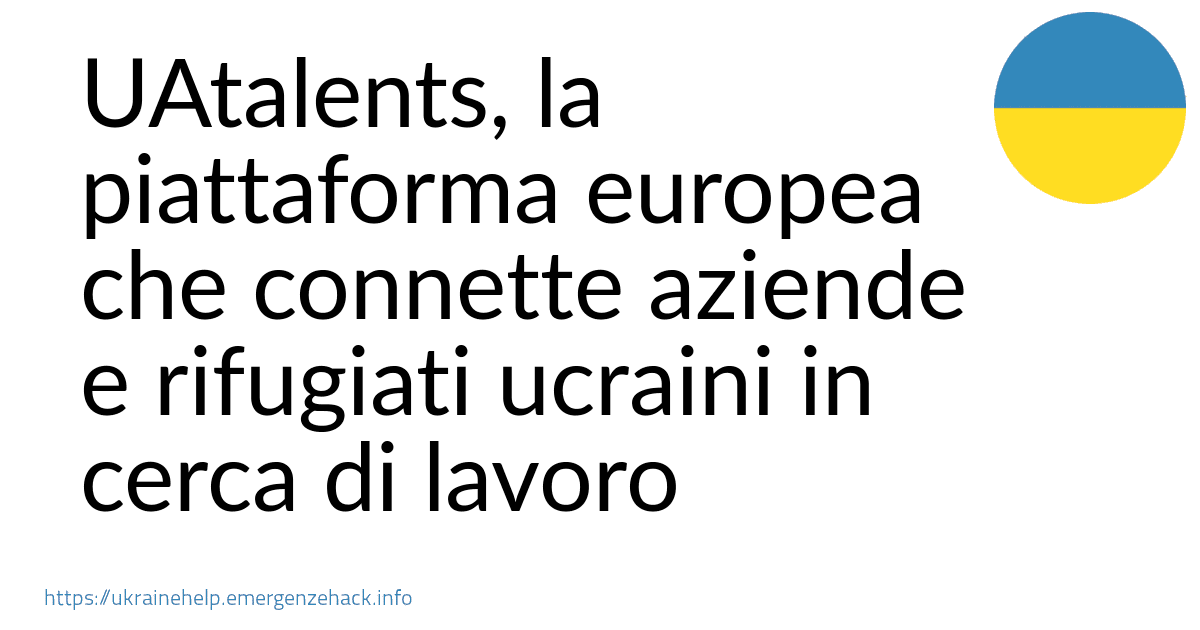 UAtalents, la
piattaforma europea
che connette aziende
e rifugiati ucraini in
cerca di lavoro
https://ukrainehelp.emergenzehack.info